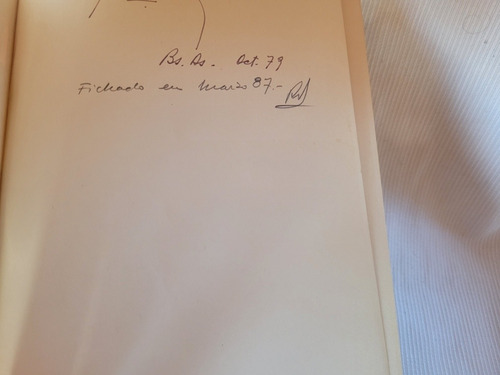 Bs. As. Oct. 79
Fichado en Marzo 87.-